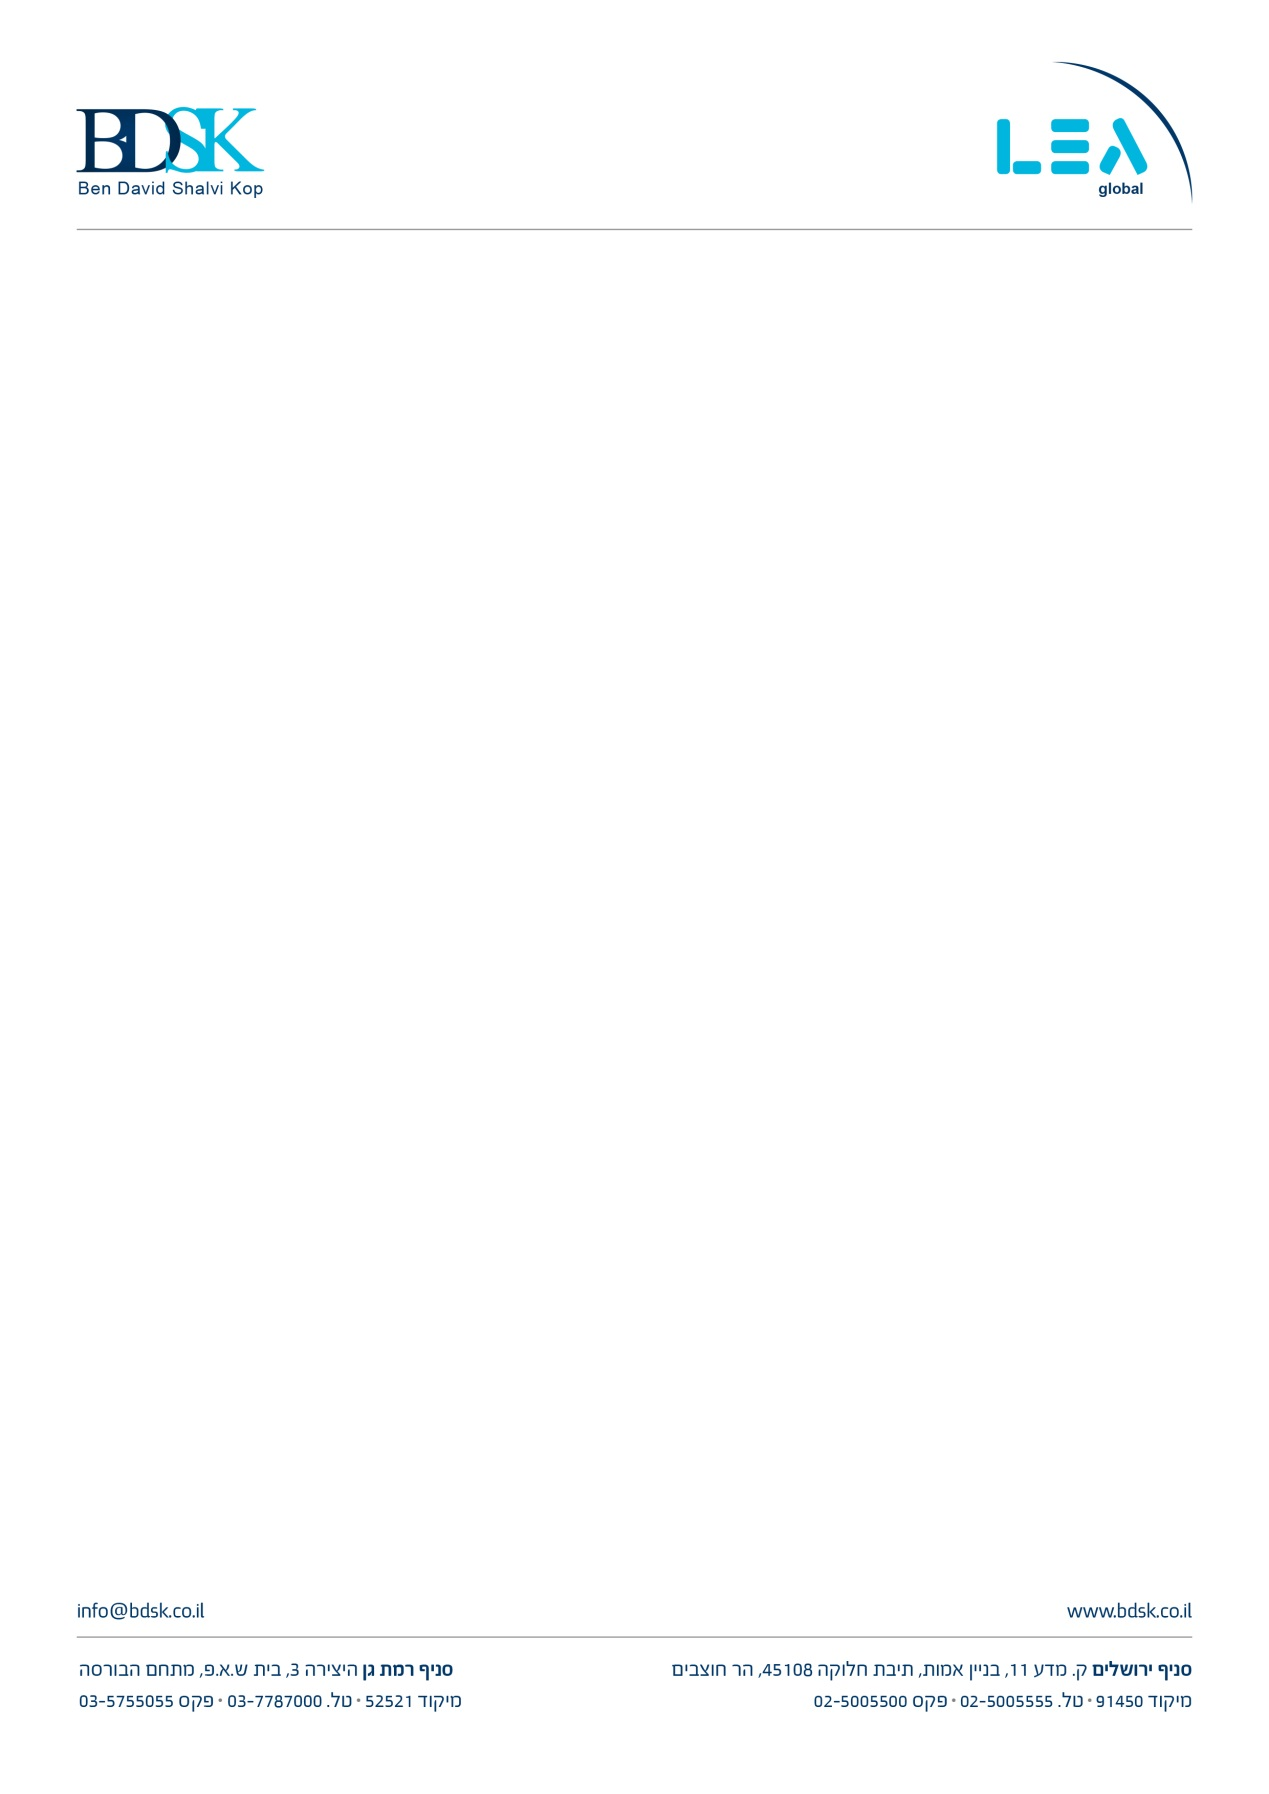 BDSK
Ben David Shalvi Kop
LEA
global
info@bdsk.co.il
www.bdsk.co.il
סניף ירושלים ק. מדע 11, בניין אמות, תיבת חלוקה 45108, הר חוצבים
מיקוד 91450 • טל. 02-5005555 • פקס 02-5005500
סניף רמת גן היצירה 3, בית ש.א.פ, מתחם הבורסה
מיקוד 52521 • טל. 03-7787000 • פקס 03-5755055